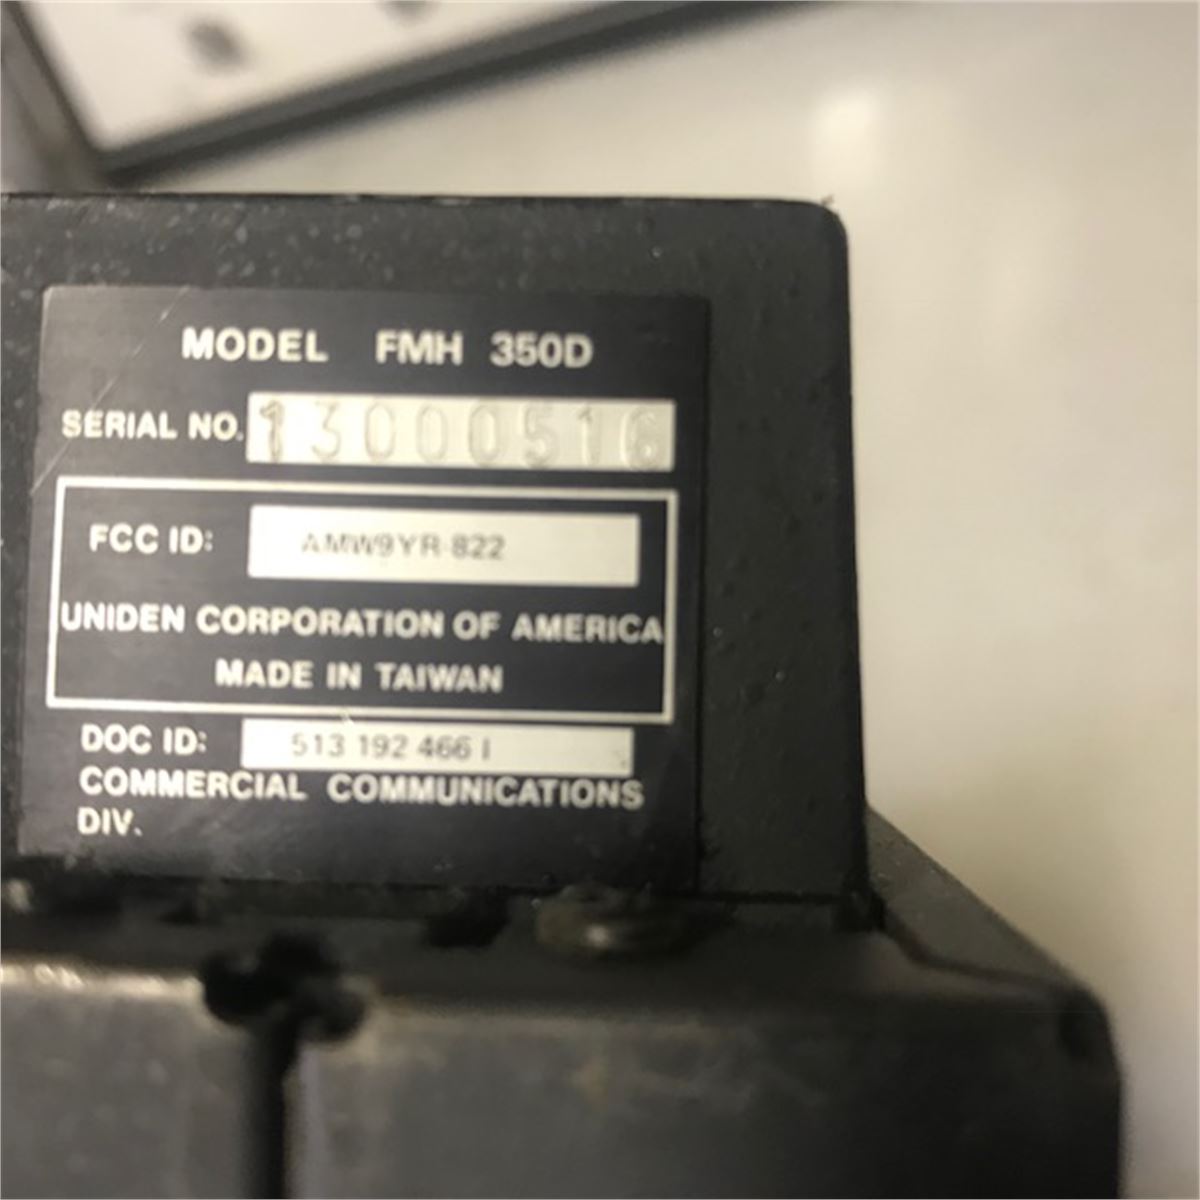 MODEL FMH 350D
SERIAL NO. 13000516
FCC ID: AMW9YR-822
UNIDEN CORPORATION OF AMERICA
MADE IN TAIWAN
DOC ID: 513 192 466 I
COMMERCIAL COMMUNICATIONS
DIV.